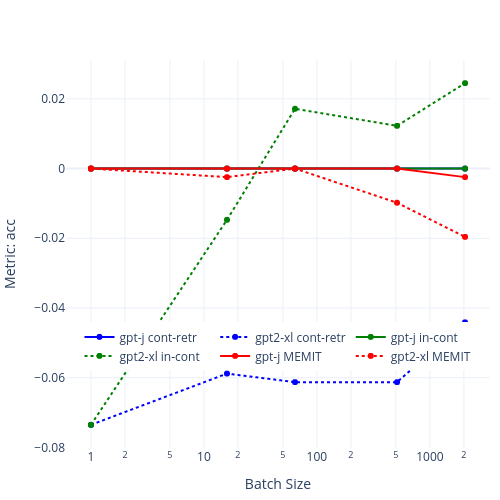 0.02
0
−0.02
−0.04
−0.06
−0.08
Metric: acc
gpt-j cont-retr gpt2-xl cont-retr gpt-j in-cont
gpt2-xl in-cont gpt-j MEMIT gpt2-xl MEMIT
1 2 5 10 2 5 100 2 5 1000 2
Batch Size